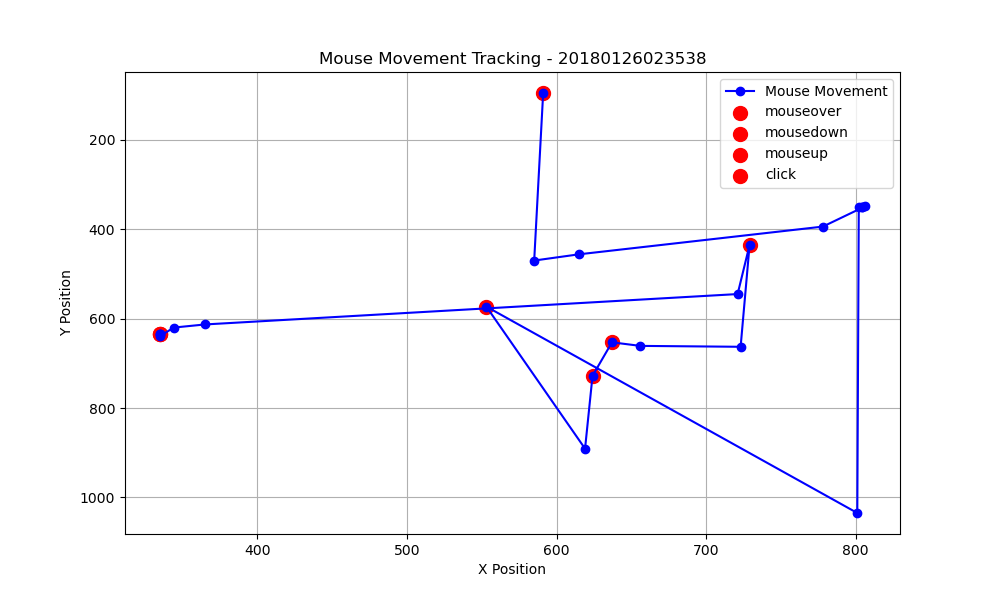 Mouse Movement Tracking - 20180126023538
Mouse Movement
mouseover
mousedown
mouseup
click
200
400
600
800
1000
Y Position
400
500
600
700
800
X Position